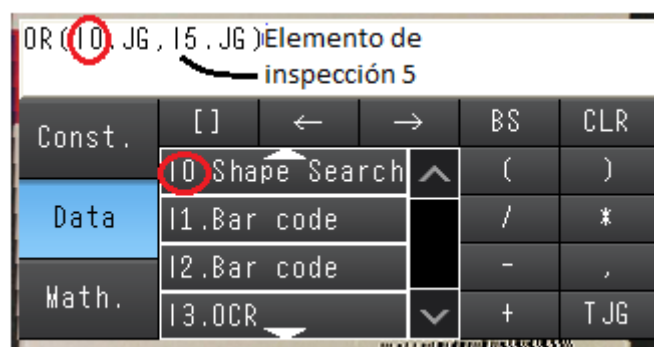 OR(I0.JG,I5.JG)Elemento de
inspección 5
Const.
[] ← → BS CLR
I0.Shape Search ( )
Data
I1.Bar code / *
I2.Bar code - ,
Math.
I3.OCR + TJG